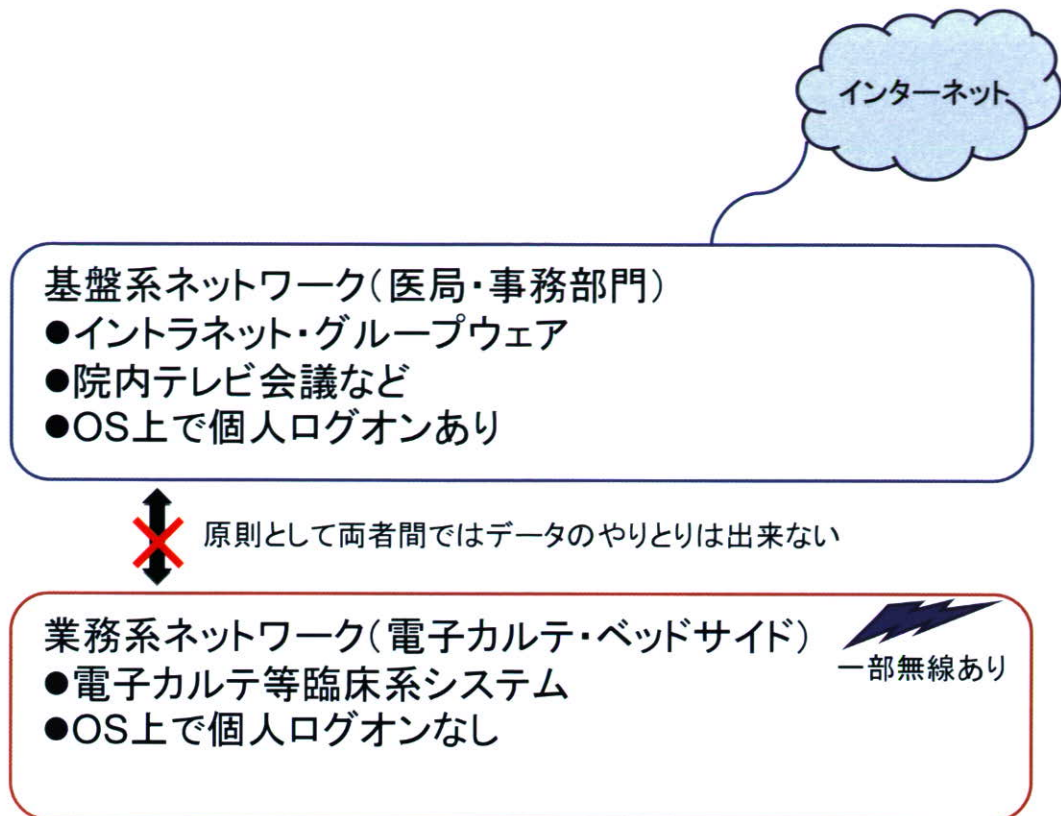 インターネット
基盤系ネットワーク(医局・事務部門)
●イントラネット・グループウェア
●院内テレビ会議など
●OS上で個人ログオンあり
原則として両者間ではデータのやりとりは出来ない
業務系ネットワーク(電子カルテ・ベッドサイド)
一部無線あり
●電子カルテ等臨床系システム
●OS上で個人ログオンなし